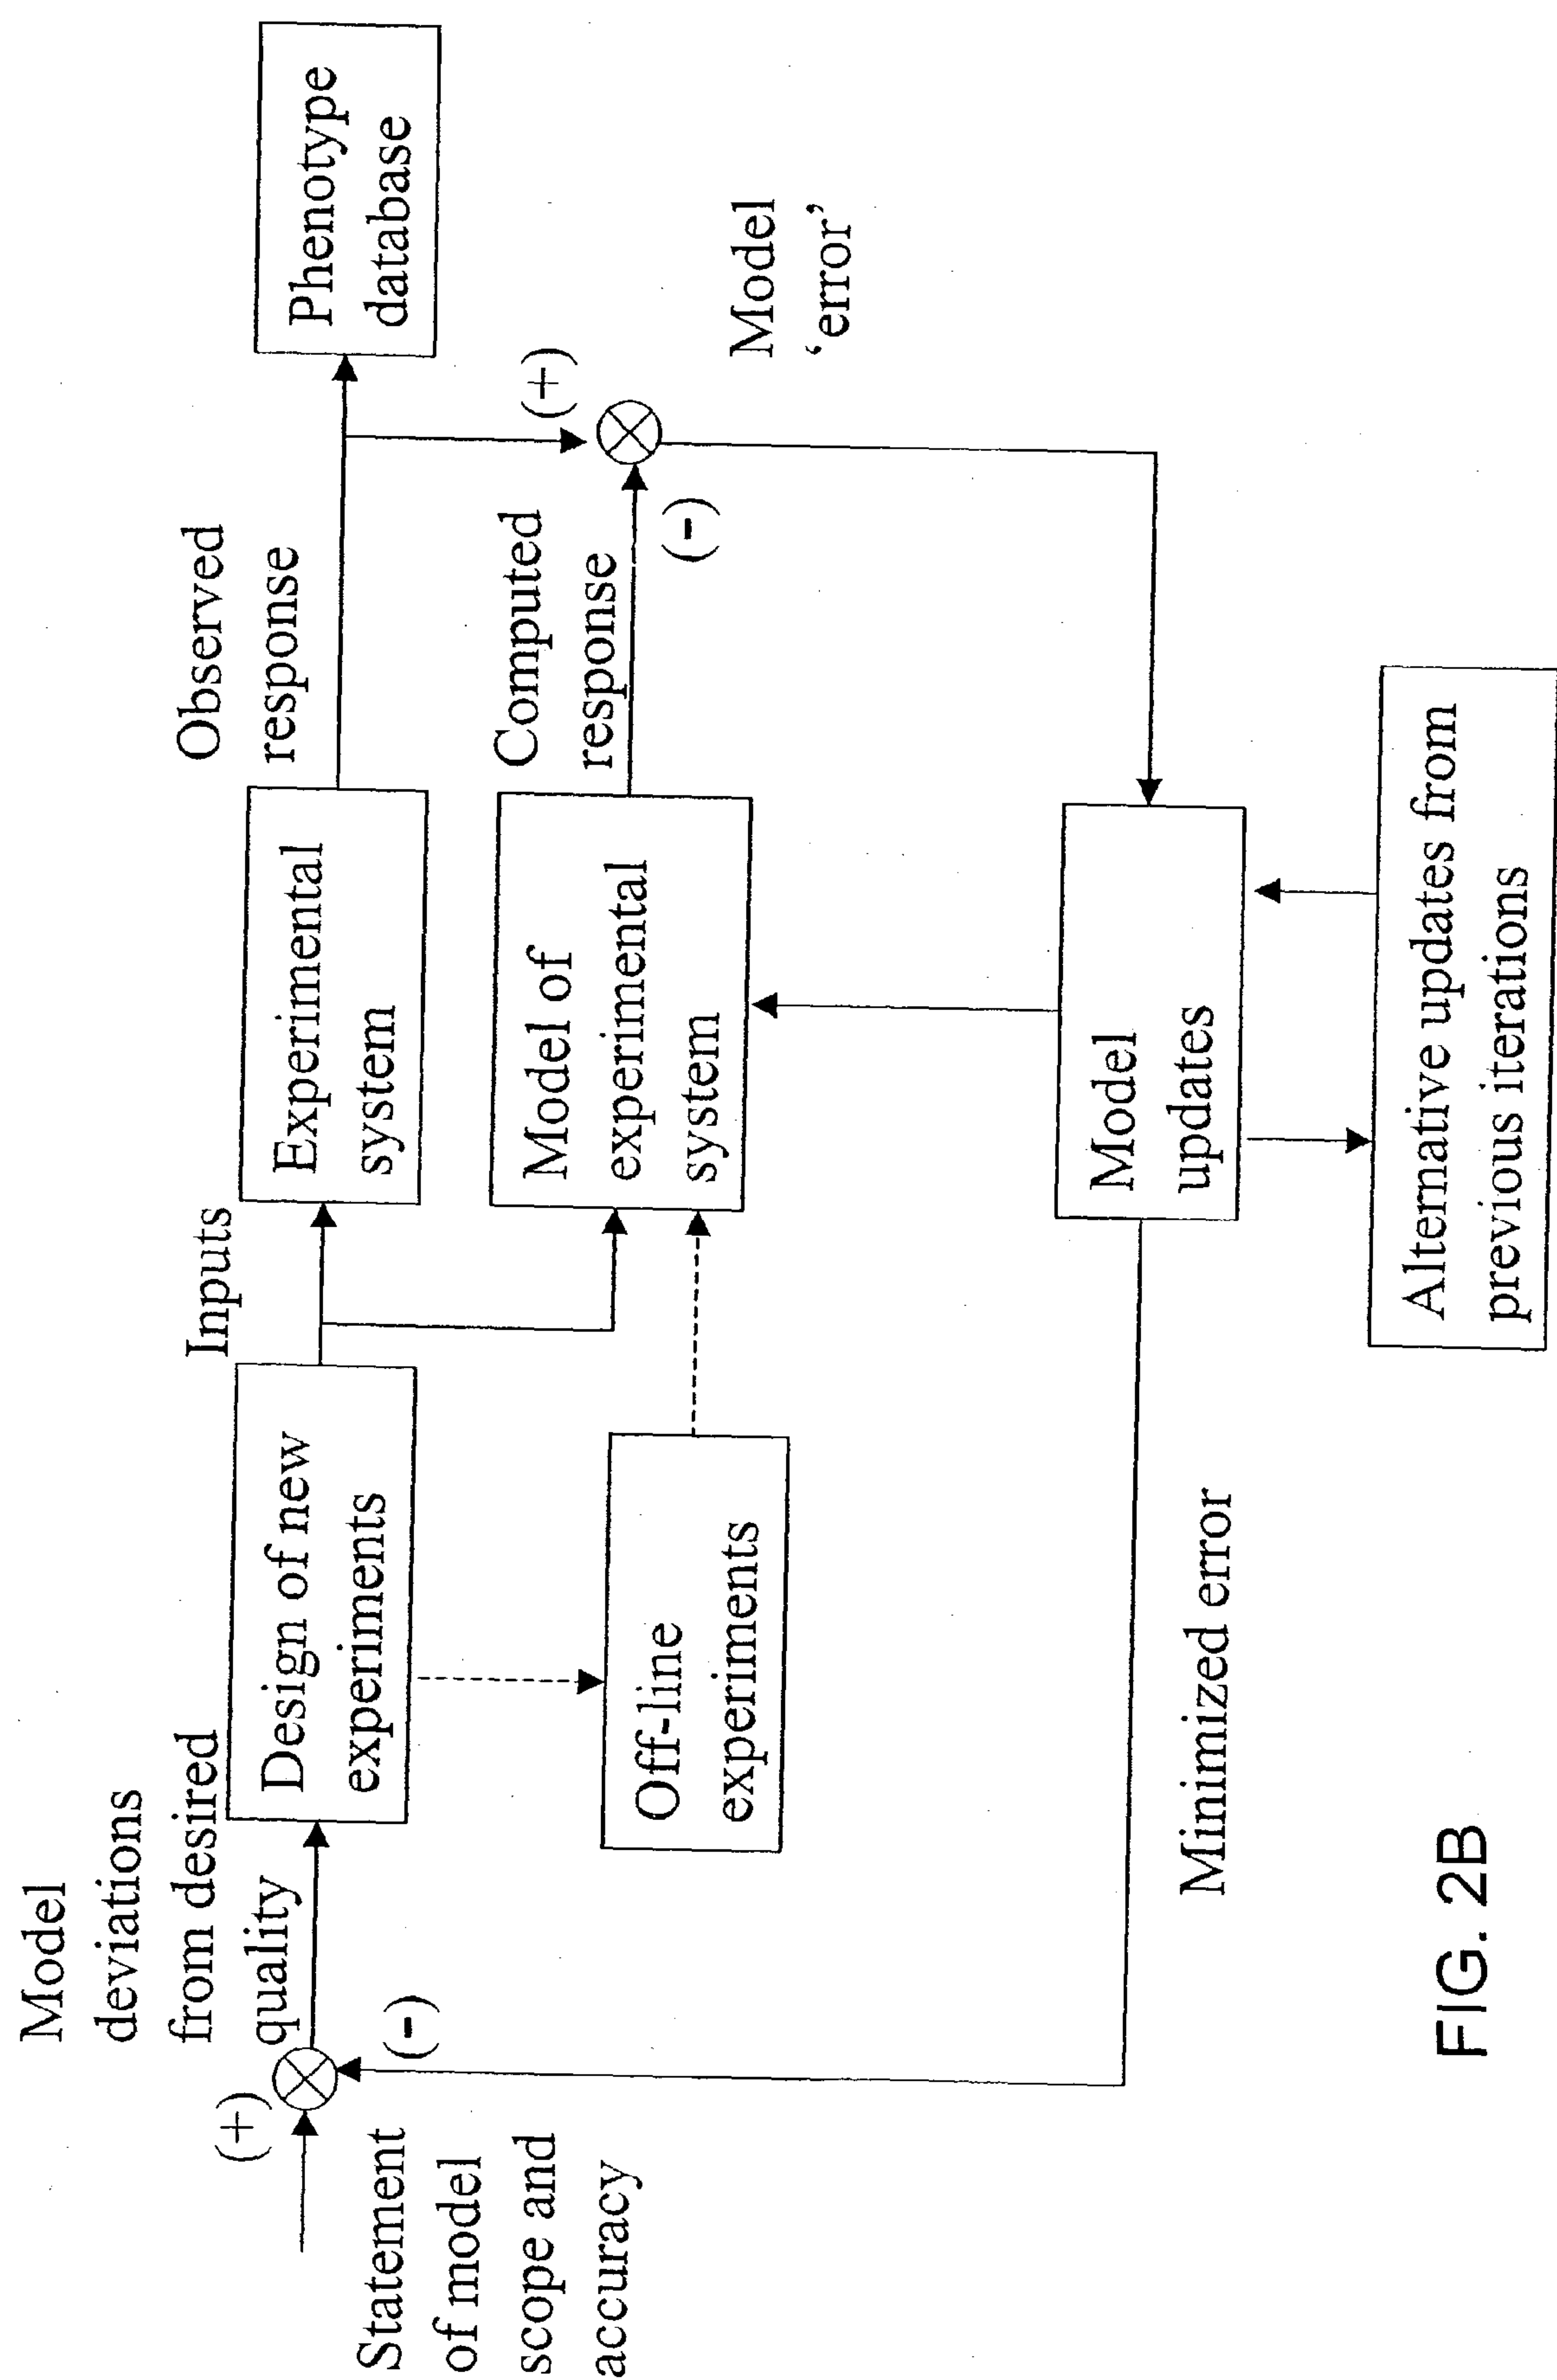 Model
deviations
from desired
quality
(+)
(-)
Statement
of model
scope and
accuracy
Design of new
experiments
Inputs
Off-line
experiments
Experimental
system
Observed
response
Phenotype
database
Model of
experimental
system
Computed
response
(+)
(-)
Model
‘error’
Model
updates
Minimized error
Alternative updates from
previous iterations
FIG. 2B